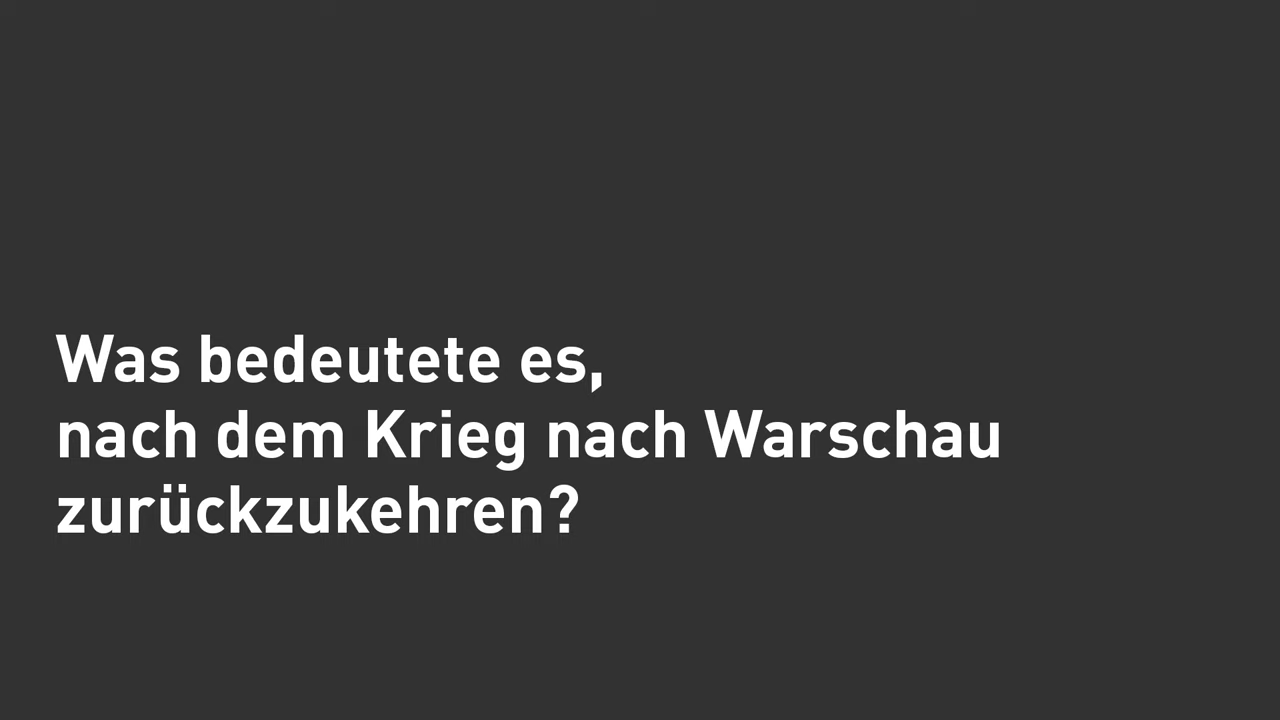 Was bedeutete es,
nach dem Krieg nach Warschau
zurückzukehren?